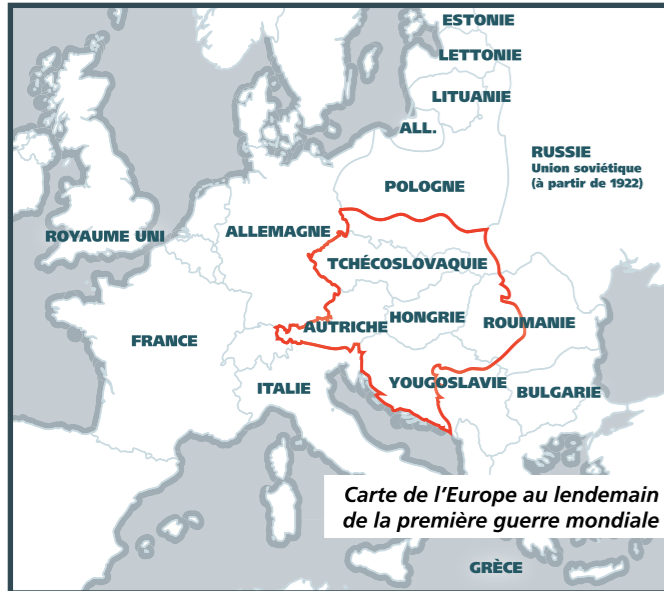 ESTONIE
LETTONIE
LITUANIE
ALL.
RUSSIE
Union soviétique
(à partir de 1922)
POLOGNE
ROYAUME UNI
ALLEMAGNE
TCHÉCOSLOVAQUIE
FRANCE
AUTRICHE
HONGRIE
ROUMANIE
ITALIE
YOUGOSLAVIE
BULGARIE
Carte de l'Europe au lendemain
de la première guerre mondiale
GRÈCE